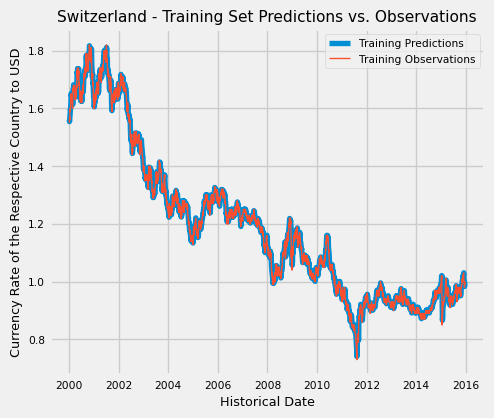 Switzerland - Training Set Predictions vs. Observations
Training Predictions
Training Observations
Currency Rate of the Respective Country to USD
1.8
1.6
1.4
1.2
1.0
0.8
2000 2002 2004 2006 2008 2010 2012 2014 2016
Historical Date